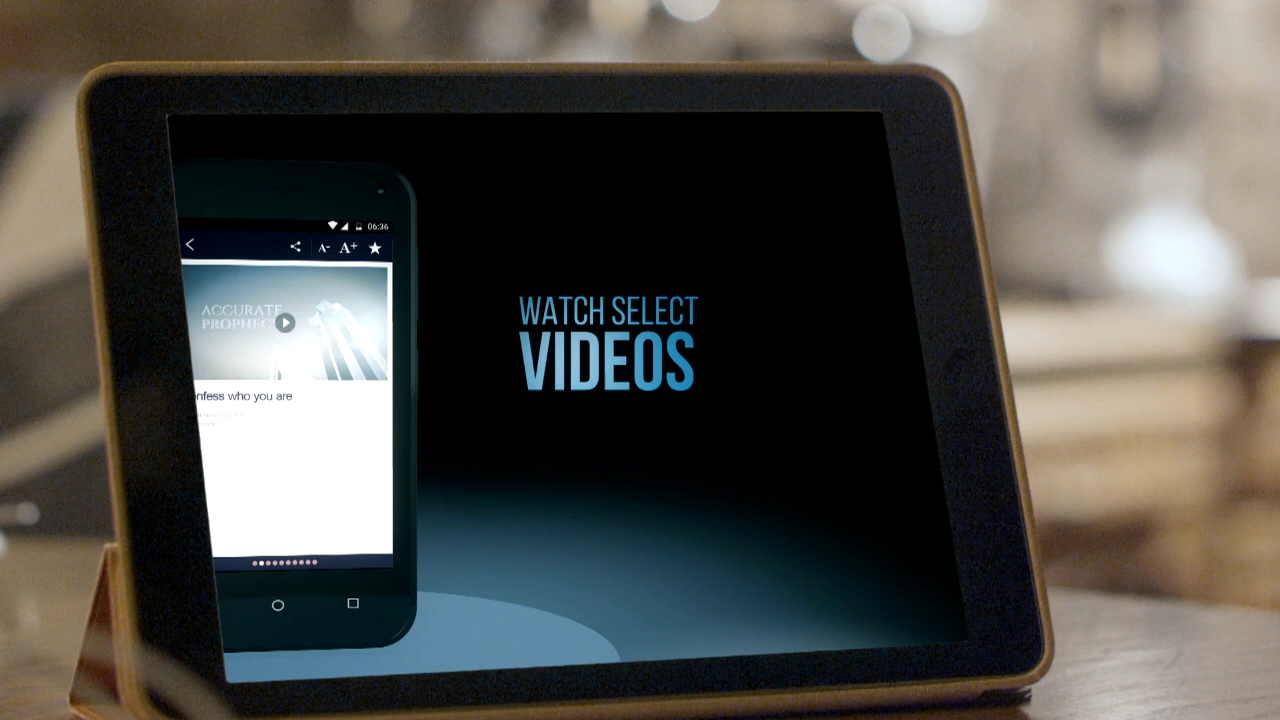 06:36
A- A+
ACCURATE
PROPHEC
nfess who you are
WATCH SELECT
VIDEOS